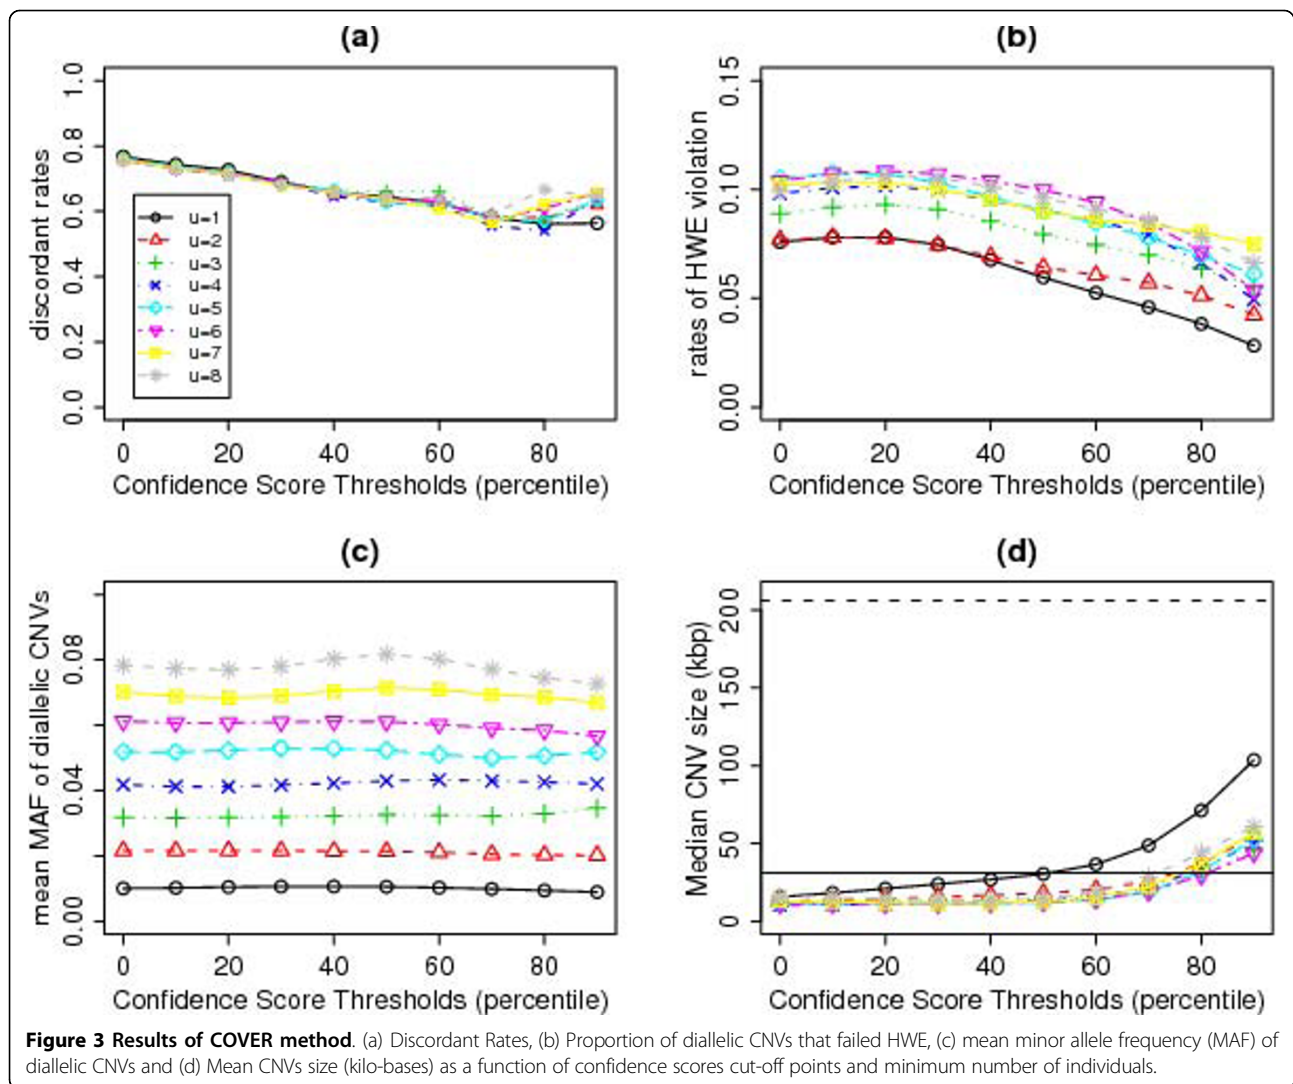 (a)
discordant rates
0.0 0.2 0.4 0.6 0.8 1.0
u=1
u=2
u=3
u=4
u=5
u=6
u=7
u=8
0 20 40 60 80
Confidence Score Thresholds (percentile)
(b)
rates of HWE violation
0.00 0.05 0.10 0.15
0 20 40 60 80
Confidence Score Thresholds (percentile)
(c)
mean MAF of diallelic CNVs
0.00 0.04 0.08
0 20 40 60 80
Confidence Score Thresholds (percentile)
(d)
Median CNV size (kbp)
0 50 100 150 200
0 20 40 60 80
Confidence Score Thresholds (percentile)
Figure 3 Results of COVER method. (a) Discordant Rates, (b) Proportion of diallelic CNVs that failed HWE, (c) mean minor allele frequency (MAF) of
diallelic CNVs and (d) Mean CNVs size (kilo-bases) as a function of confidence scores cut-off points and minimum number of individuals.